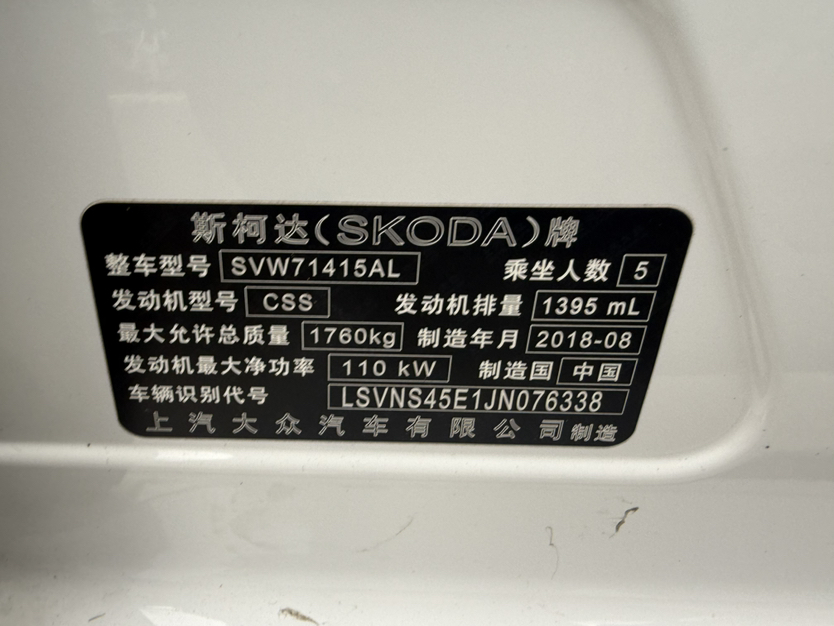 斯柯达(SKODA)牌
整车型号 SVW71415AL 乘坐人数 5
发动机型号 CSS 发动机排量 1395 mL
最大允许总质量 1760kg 制造年月 2018-08
发动机最大净功率 110 kW 制造国 中国
车辆识别代号 LSVNS45E1JN076338
上汽大众汽车有限公司制造